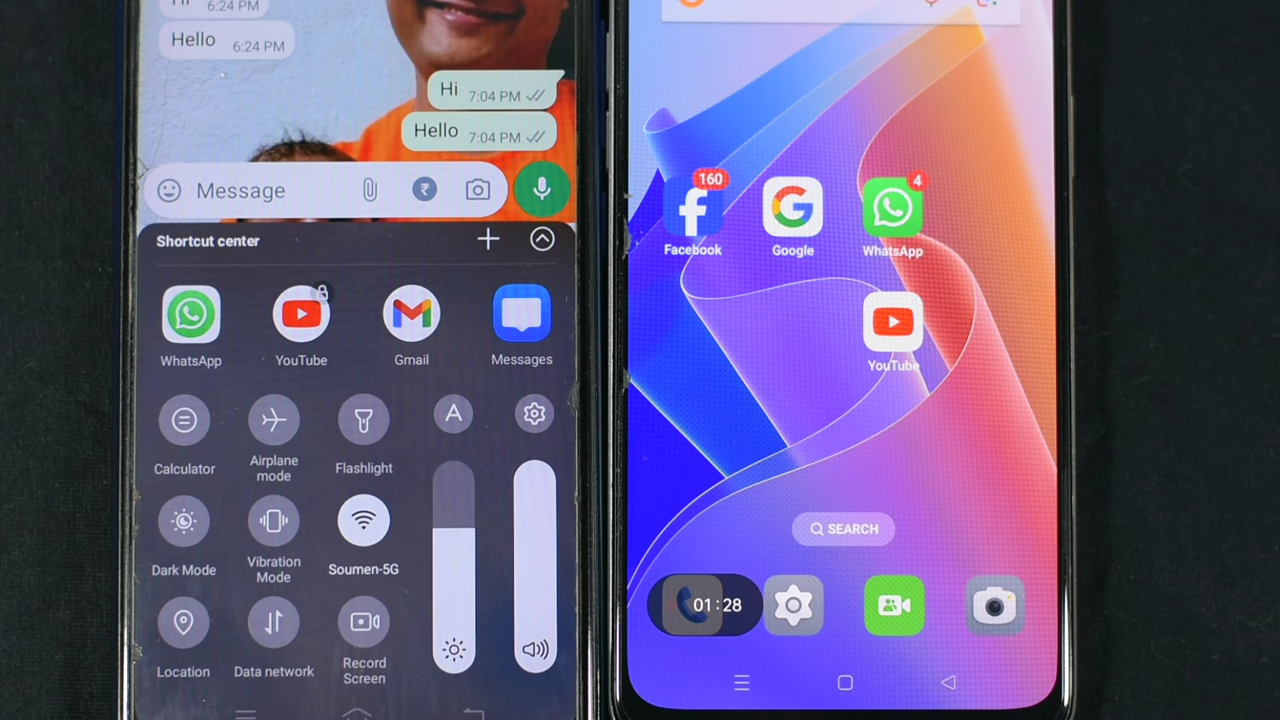 Hi 6:24 PM
Hello 6:24 PM
Hi 7:04 PM
Hello 7:04 PM
Message
Shortcut center
WhatsApp YouTube Gmail Messages
A
Calculator Airplane mode Flashlight
Dark Mode Vibration Mode Soumen-5G
Location Data network Record Screen
160 4
Facebook Google WhatsApp
YouTube
SEARCH
01:28